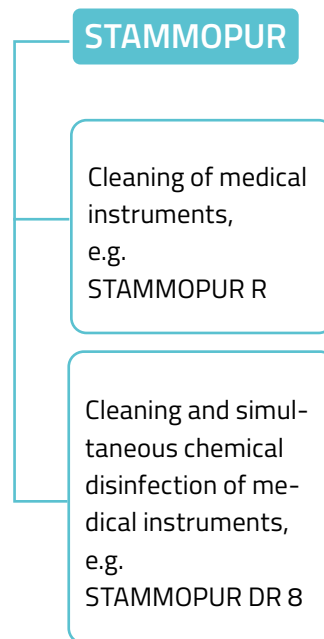 STAMMOPUR
Cleaning of medical
instruments,
e.g.
STAMMOPUR R
Cleaning and simul-
taneous chemical
disinfection of me-
dical instruments,
e.g.
STAMMOPUR DR 8